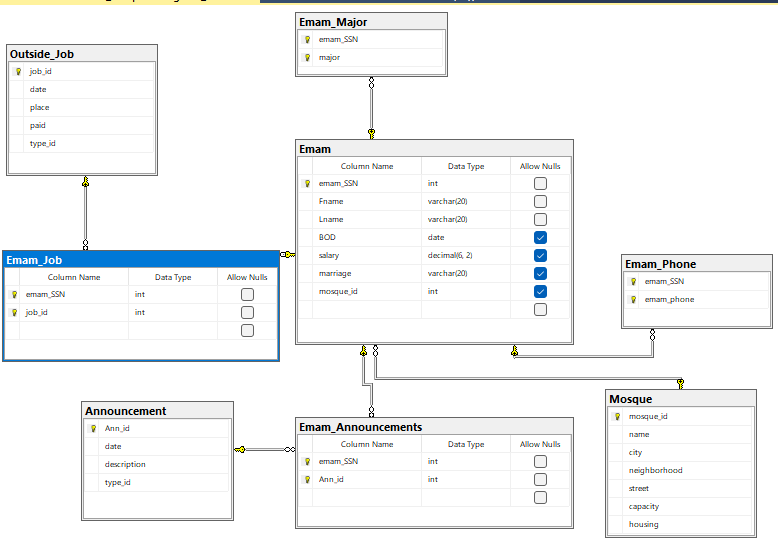 Emam_Major
emam_SSN
major
Outside_Job
job_id
date
place
paid
type_id
Emam
Column Name Data Type Allow Nulls
emam_SSN int
Fname varchar(20)
Lname varchar(20)
BOD date
salary decimal(6, 2)
marriage varchar(20)
mosque_id int
Emam_Job
Column Name Data Type Allow Nulls
emam_SSN int
job_id int
Emam_Phone
emam_SSN
emam_phone
Mosque
mosque_id
name
city
neighborhood
street
capacity
housing
Announcement
Ann_id
date
description
type_id
Emam_Announcements
Column Name Data Type Allow Nulls
emam_SSN int
Ann_id int